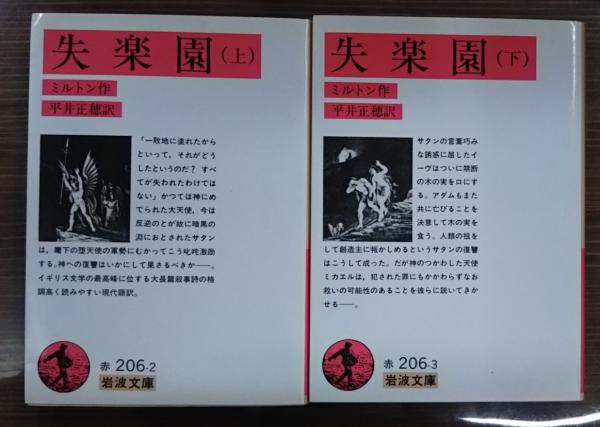 失楽園(上)
ミルトン作
平井正穂訳
「一敗地に塗れたから
といって、それがどう
したというのだ? すべ
てが失われたわけでは
ない」かつては神にめ
でられた大天使、今は
反逆のとが故に暗黒の
淵におとされたサタン
は、麾下の堕天使の軍勢にむかってこう叱咤激励
する。神への復讐はいかにして果さるべきか――。
イギリス文学の最高峰に位する大長篇叙事詩の格
調高く読みやすい現代語訳。
赤 206-2
岩波文庫
失楽園(下)
ミルトン作
平井正穂訳
サタンの言葉巧み
な誘惑に屈したイ
ーヴはついに禁断
の木の実を口にす
る。アダムもまた
共に亡びることを
決意して木の実を
食う。人類の祖を
して創造主に叛かしめるというサタンの復讐
はこうして成った。だが神のつかわした天使
ミカエルは、犯された罪にもかかわらずなお
救いの可能性のあることを彼らに説いてきか
せる――。
赤 206-3
岩波文庫